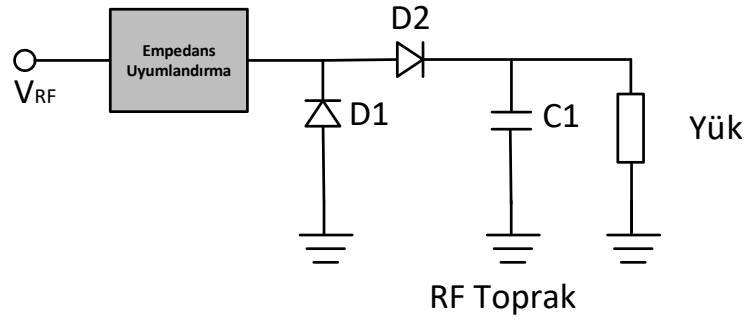 D2
Empedans
Uyumlandırma
VRF
D1
C1
Yük
RF Toprak